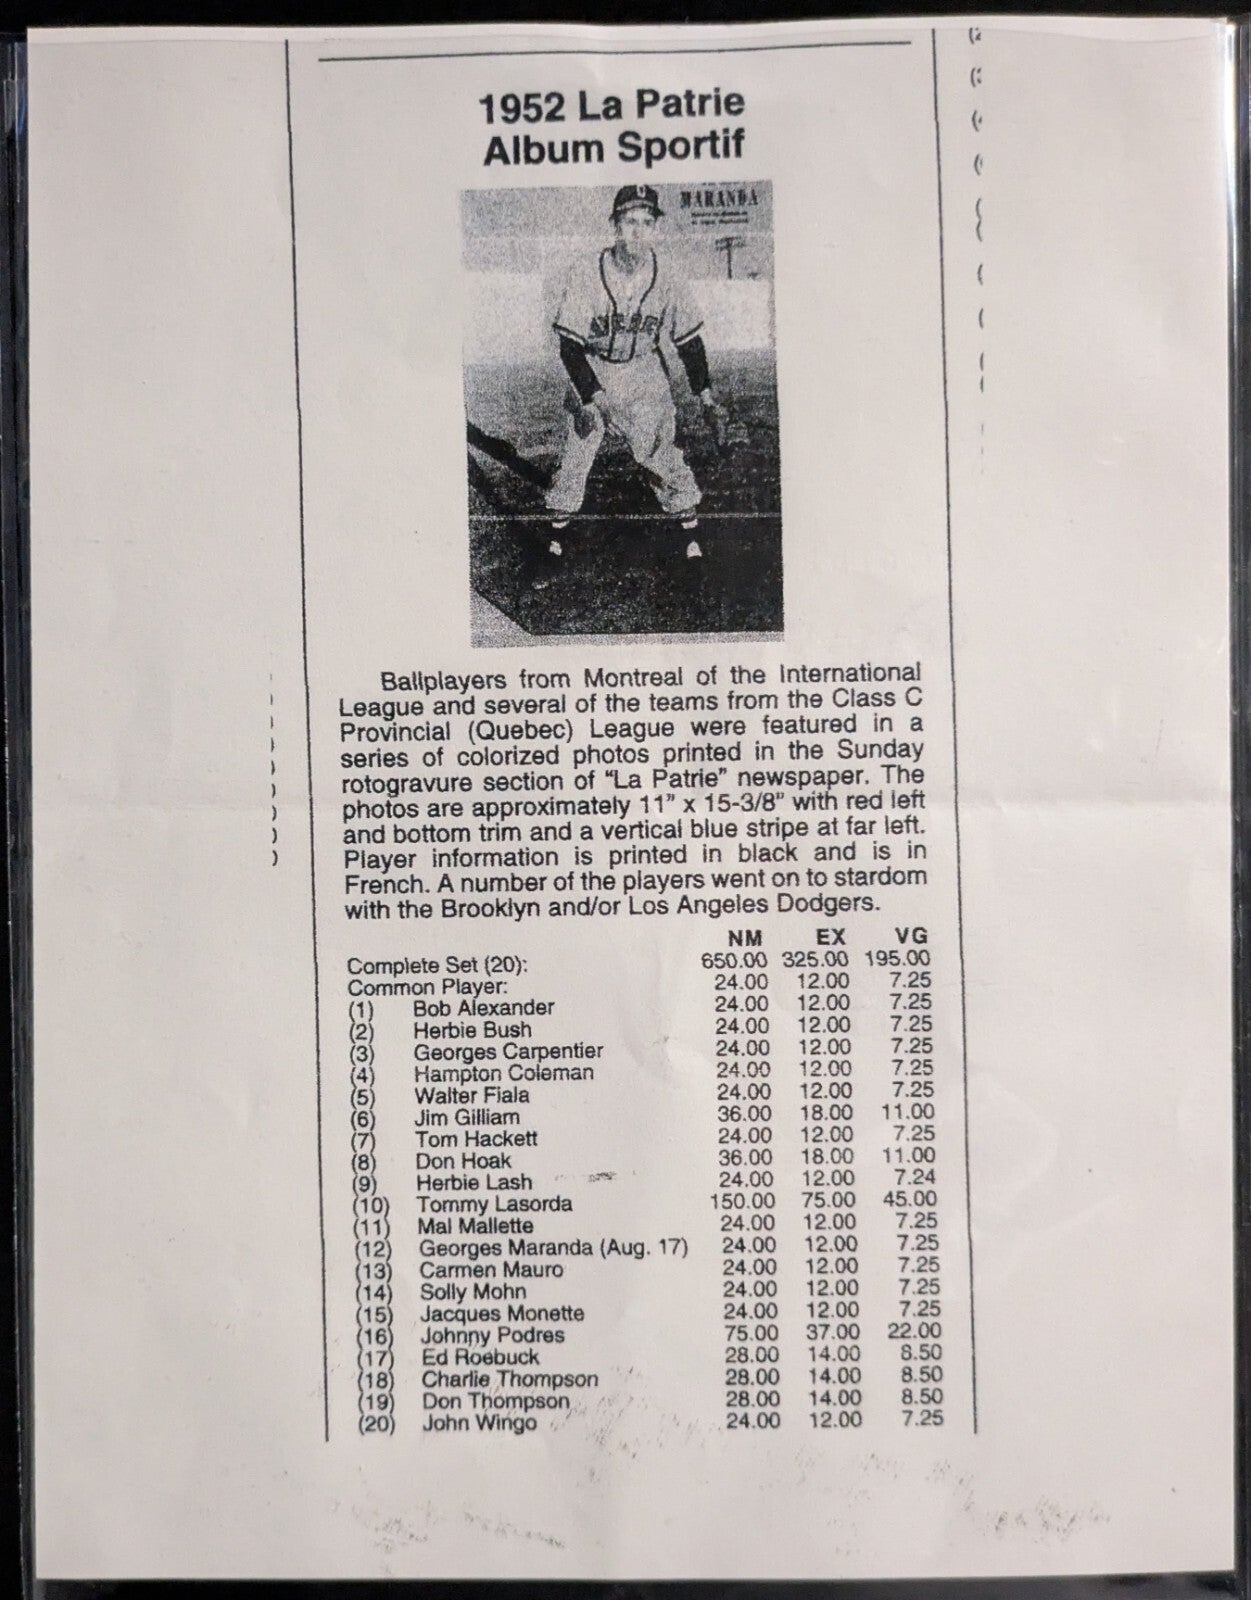 1952 La Patrie
Album Sportif
MARANDA
Ballplayers from Montreal of the International
League and several of the teams from the Class C
Provincial (Quebec) League were featured in a
series of colorized photos printed in the Sunday
rotogravure section of "La Patrie" newspaper. The
photos are approximately 11" x 15-3/8" with red left
and bottom trim and a vertical blue stripe at far left.
Player information is printed in black and is in
French. A number of the players went on to stardom
with the Brooklyn and/or Los Angeles Dodgers.
NM EX VG
Complete Set (20): 650.00 325.00 195.00
Common Player: 24.00 12.00 7.25
(1) Bob Alexander 24.00 12.00 7.25
(2) Herbie Bush 24.00 12.00 7.25
(3) Georges Carpentier 24.00 12.00 7.25
(4) Hampton Coleman 24.00 12.00 7.25
(5) Walter Fiala 24.00 12.00 7.25
(6) Jim Gilliam 36.00 18.00 11.00
(7) Tom Hackett 24.00 12.00 7.25
(8) Don Hoak 36.00 18.00 11.00
(9) Herbie Lash 24.00 12.00 7.24
(10) Tommy Lasorda 150.00 75.00 45.00
(11) Mal Mallette 24.00 12.00 7.25
(12) Georges Maranda (Aug. 17) 24.00 12.00 7.25
(13) Carmen Mauro 24.00 12.00 7.25
(14) Solly Mohn 24.00 12.00 7.25
(15) Jacques Monette 24.00 12.00 7.25
(16) Johnny Podres 75.00 37.00 22.00
(17) Ed Roebuck 28.00 14.00 8.50
(18) Charlie Thompson 28.00 14.00 8.50
(19) Don Thompson 28.00 14.00 8.50
(20) John Wingo 24.00 12.00 7.25